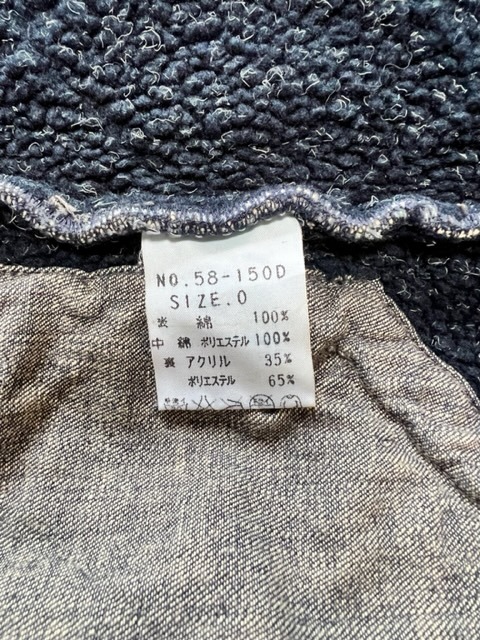 NO.58-150D
SIZE.0
表 綿 100%
中 綿 ポリエステル 100%
裏 アクリル 35%
ポリエステル 65%